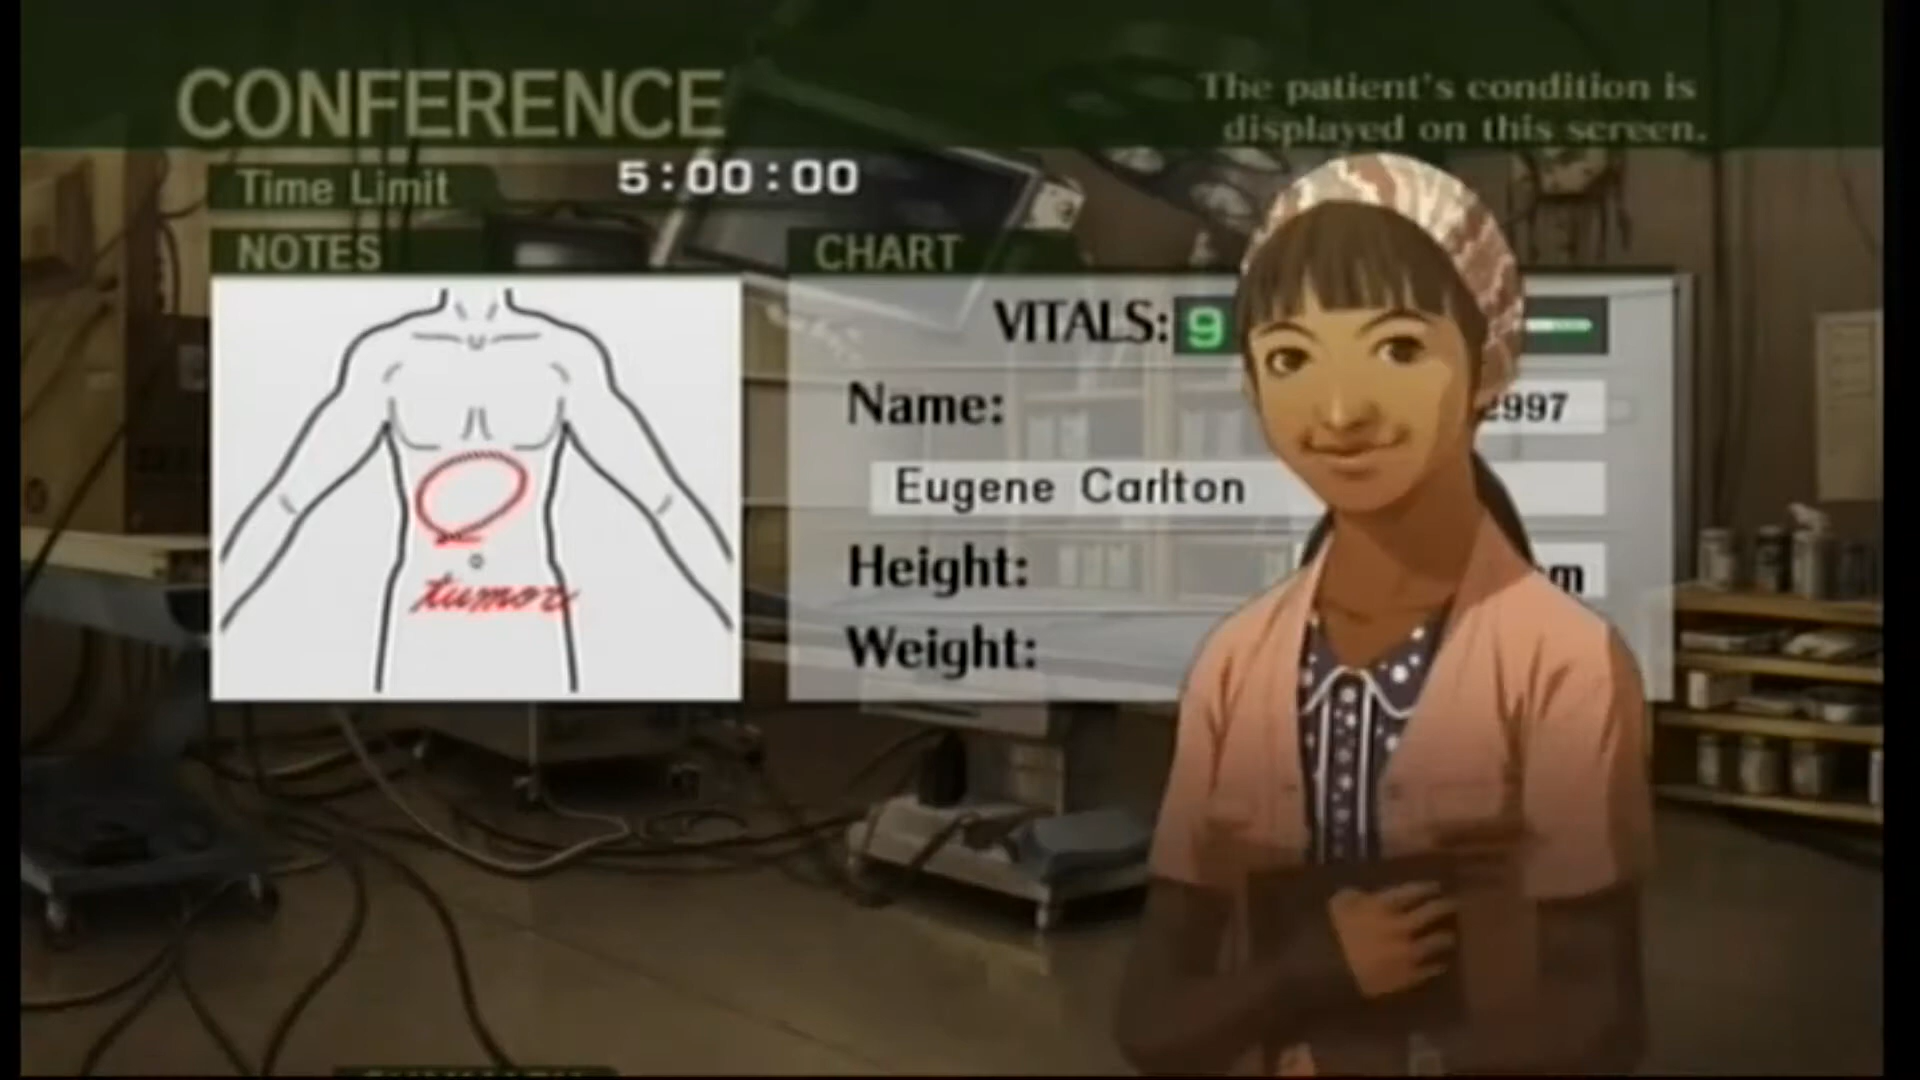 CONFERENCE
The patient's condition is
displayed on this screen.
Time Limit 5:00:00
NOTES
CHART
VITALS: 9
Name: 2997
Eugene Carlton
Height: m
Weight:
tumor